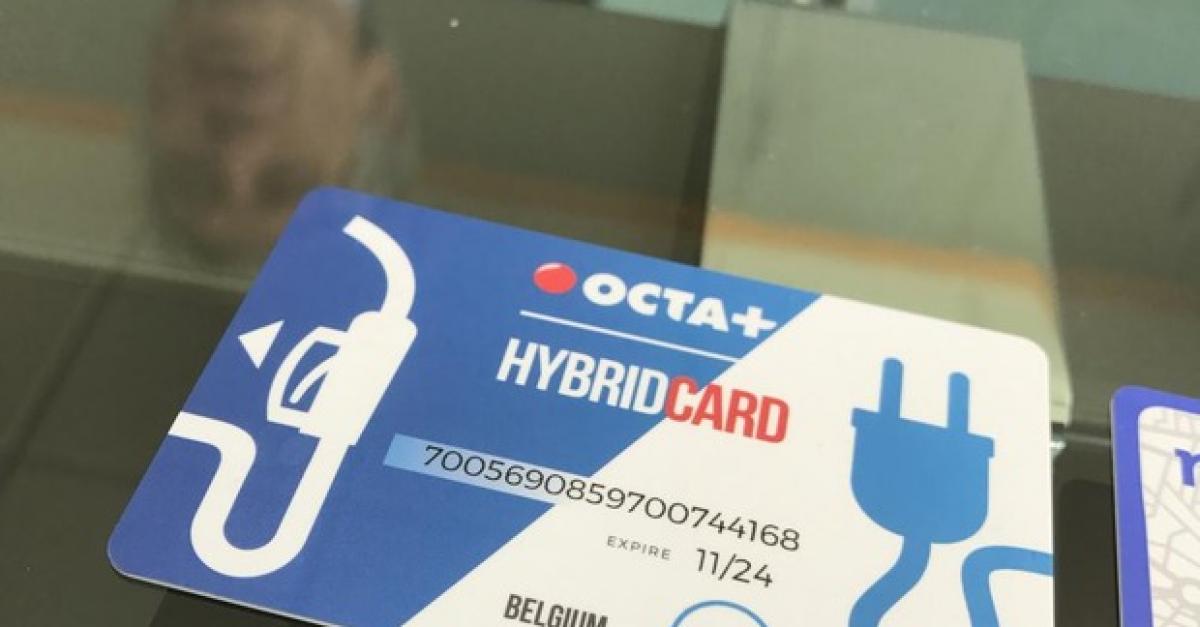 OCTA+
HYBRIDCARD
7005690859700744168
EXPIRE 11/24
BELGIUM